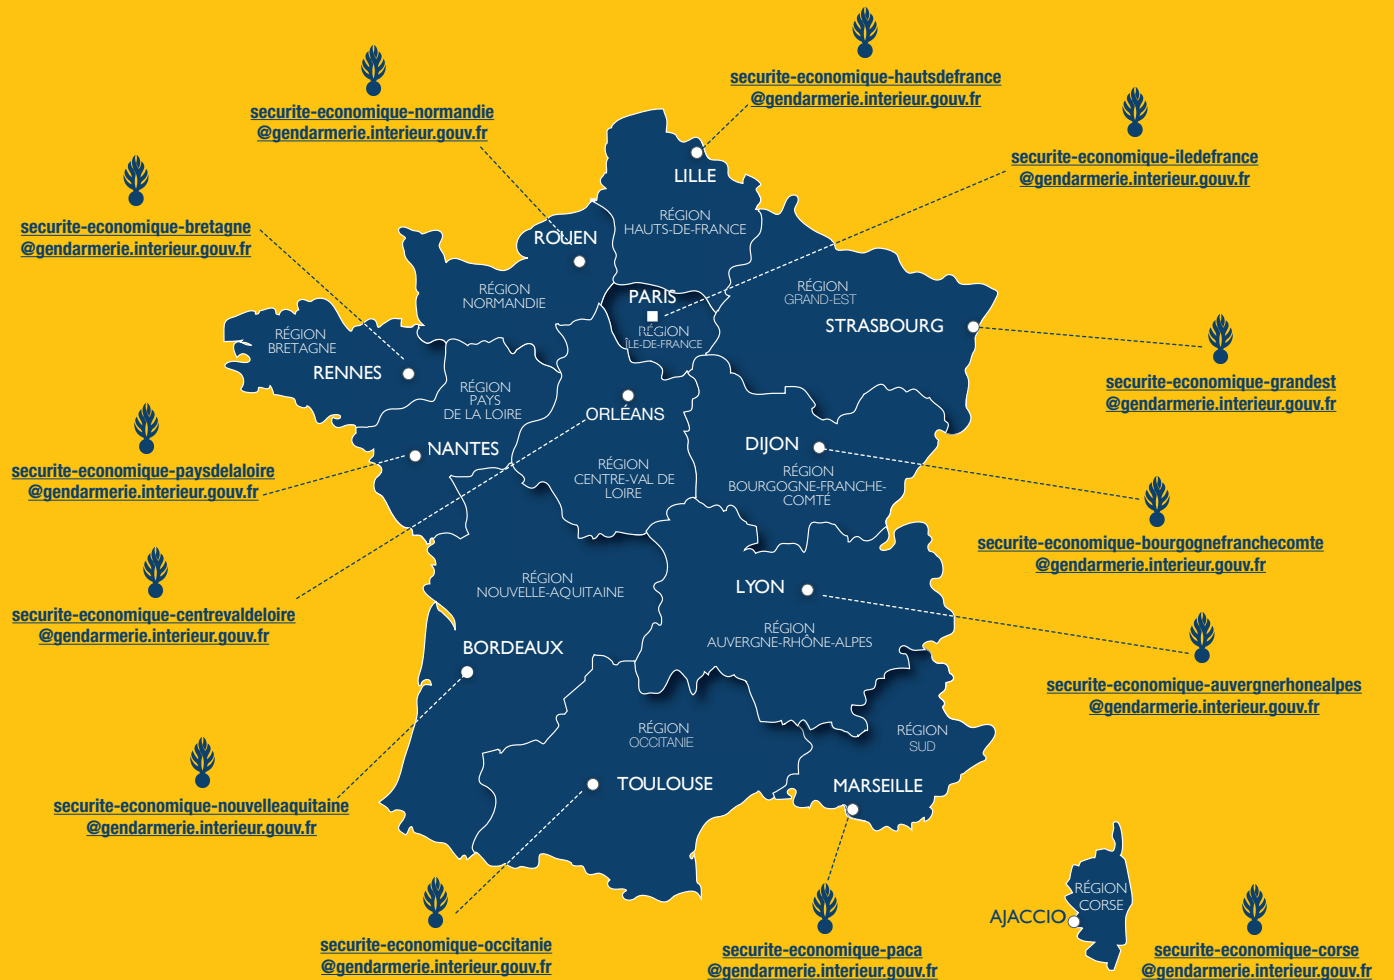 securite-economique-hautsdefrance
@gendarmerie.interieur.gouv.fr
securite-economique-normandie
@gendarmerie.interieur.gouv.fr
securite-economique-iledefrance
@gendarmerie.interieur.gouv.fr
securite-economique-bretagne
@gendarmerie.interieur.gouv.fr
LILLE
RÉGION
HAUTS-DE-FRANCE
ROUEN
RÉGION
NORMANDIE
PARIS
RÉGION
ÎLE-DE-FRANCE
RÉGION
GRAND-EST
STRASBOURG
RÉGION
BRETAGNE
RENNES
RÉGION
PAYS
DE LA LOIRE
NANTES
ORLÉANS
RÉGION
CENTRE-VAL DE
LOIRE
DIJON
RÉGION
BOURGOGNE-FRANCHE-
COMTÉ
securite-economique-grandest
@gendarmerie.interieur.gouv.fr
securite-economique-paysdelaloire
@gendarmerie.interieur.gouv.fr
securite-economique-bourgognefranchecomte
@gendarmerie.interieur.gouv.fr
securite-economique-centrevaldeloire
@gendarmerie.interieur.gouv.fr
RÉGION
NOUVELLE-AQUITAINE
BORDEAUX
LYON
RÉGION
AUVERGNE-RHÔNE-ALPES
securite-economique-auvergnerhonealpes
@gendarmerie.interieur.gouv.fr
RÉGION
OCCITANIE
TOULOUSE
RÉGION
SUD
MARSEILLE
securite-economique-nouvelleaquitaine
@gendarmerie.interieur.gouv.fr
RÉGION
CORSE
AJACCIO
securite-economique-occitanie
@gendarmerie.interieur.gouv.fr
securite-economique-paca
@gendarmerie.interieur.gouv.fr
securite-economique-corse
@gendarmerie.interieur.gouv.fr